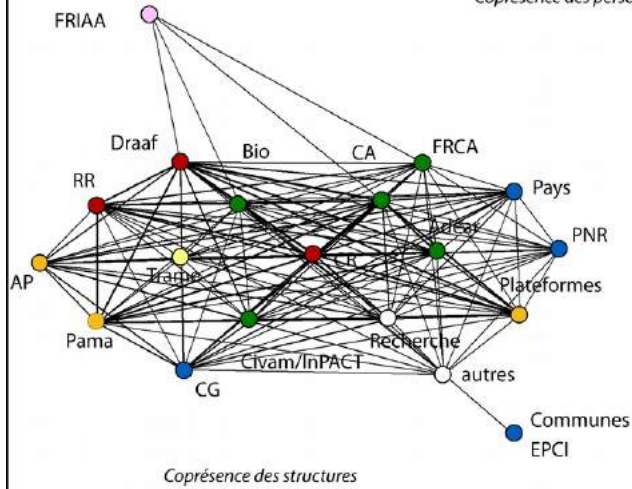 Coprésence des perso
FRIAA
Draaf
Bio
CA
FRCA
RR
Pays
Adear
PNR
CR
AP
Trame
Plateformes
Pama
Recherche
Civam/InPACT
autres
CG
Communes
EPCI
Coprésence des structures